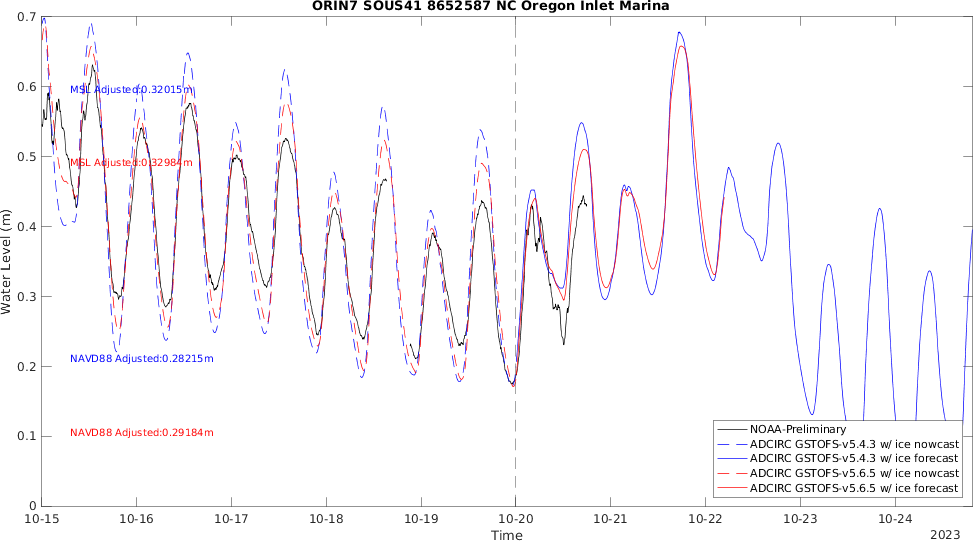 ORIN7 SOUS41 8652587 NC Oregon Inlet Marina
0.7
0.6
0.5
0.4
0.3
0.2
0.1
0
Water Level (m)
MSL Adjusted:0.32015m
MSL Adjusted:0.32984m
NAVD88 Adjusted:0.28215m
NAVD88 Adjusted:0.29184m
NOAA-Preliminary
ADCIRC GSTOFS-v5.4.3 w/ ice nowcast
ADCIRC GSTOFS-v5.4.3 w/ ice forecast
ADCIRC GSTOFS-v5.6.5 w/ ice nowcast
ADCIRC GSTOFS-v5.6.5 w/ ice forecast
10-15 10-16 10-17 10-18 10-19 10-20 10-21 10-22 10-23 10-24
Time
2023